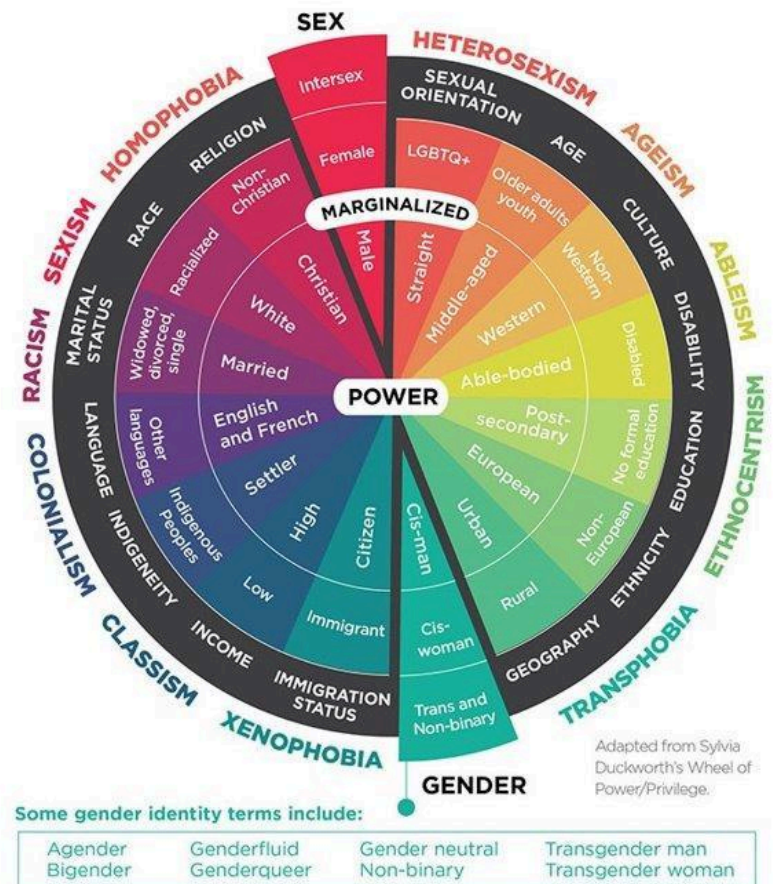 SEX
Intersex
Female
Male
HETEROSEXISM
SEXUAL
ORIENTATION
LGBTQ+
Straight
AGEISM
AGE
Older adults
youth
Middle-aged
CULTURE
Non-
Western
Western
ABLEISM
DISABILITY
Disabled
Able-bodied
EDUCATION
No formal
education
Post-
secondary
ETHNOCENTRISM
ETHNICITY
Non-
European
European
GEOGRAPHY
Rural
Urban
TRANSPHOBIA
Cis-man
Cis-
woman
Trans and
Non-binary
GENDER
XENOPHOBIA
IMMIGRATION
STATUS
Immigrant
Citizen
CLASSISM
INCOME
Low
High
COLONIALISM
INDIGENEITY
Indigenous
Peoples
Settler
LANGUAGE
Other
languages
English
and French
RACISM
MARITAL
STATUS
Widowed,
divorced,
single
Married
SEXISM
RACE
Racialized
White
HOMOPHOBIA
RELIGION
Non-
Christian
Christian
MARGINALIZED
POWER
Adapted from Sylvia
Duckworth's Wheel of
Power/Privilege.
Some gender identity terms include:
Agender Genderfluid Gender neutral Transgender man
Bigender Genderqueer Non-binary Transgender woman